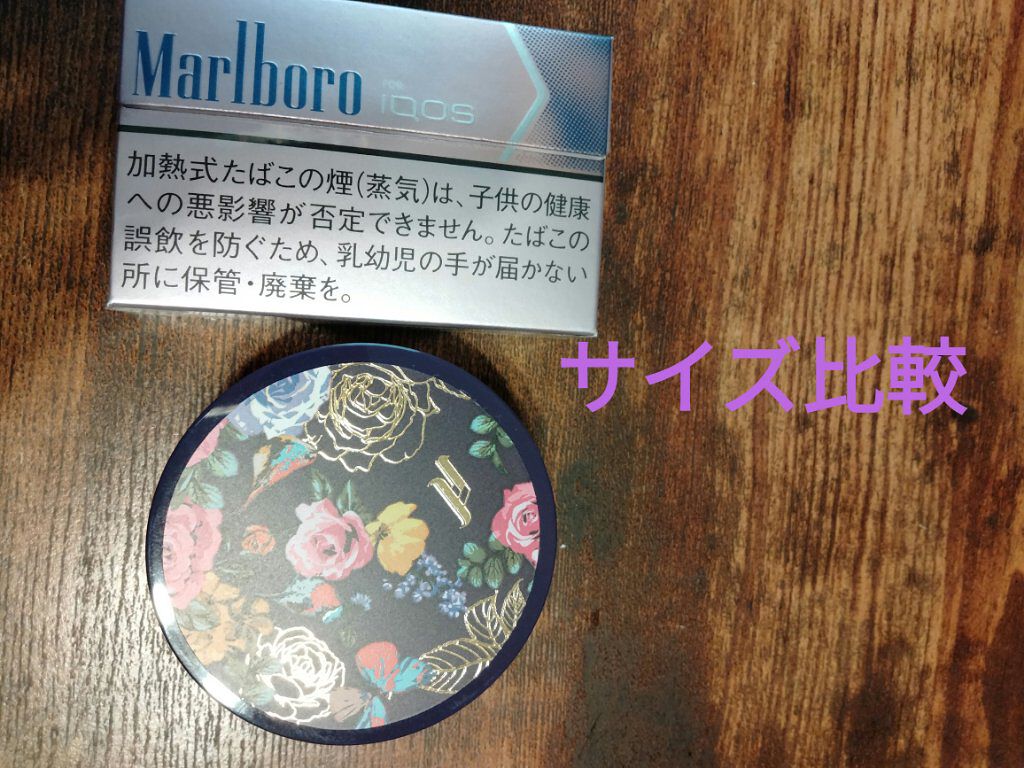 Marlboro
FOR
IQOS
加熱式たばこの煙(蒸気)は、子供の健康
への悪影響が否定できません。たばこの
誤飲を防ぐため、乳幼児の手が届かない
所に保管・廃棄を。
サイズ比較